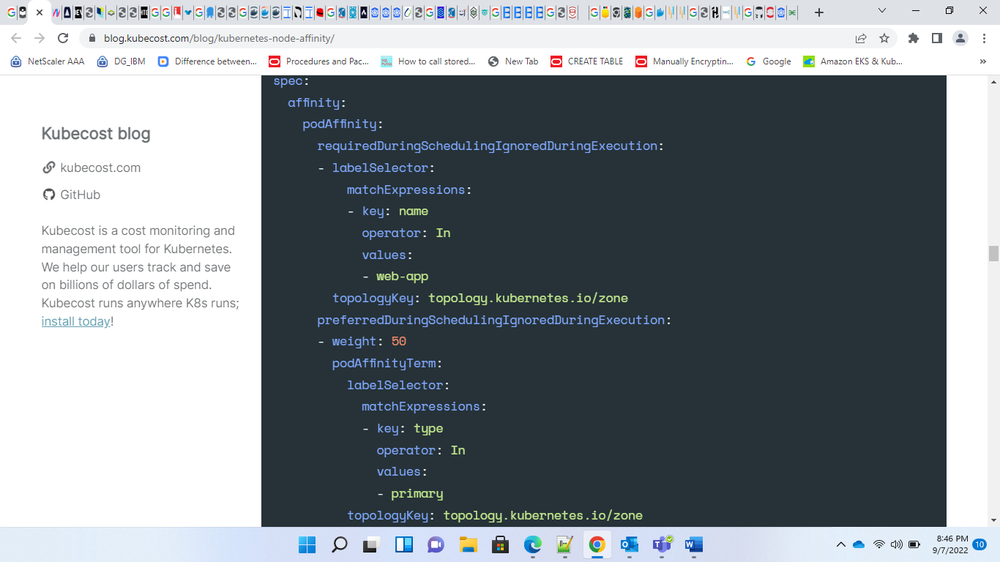 blog.kubecost.com/blog/kubernetes-node-affinity/
NetScaler AAA
DG_IBM
Difference between...
Procedures and Pac...
How to call stored...
New Tab
CREATE TABLE
Manually Encryptin...
Google
Amazon EKS & Kub...
»
Kubecost blog
kubecost.com
GitHub
Kubecost is a cost monitoring and
management tool for Kubernetes.
We help our users track and save
on billions of dollars of spend.
Kubecost runs anywhere K8s runs;
install today!
spec:
affinity:
podAffinity:
requiredDuringSchedulingIgnoredDuringExecution:
- labelSelector:
matchExpressions:
- key: name
operator: In
values:
- web-app
topologyKey: topology.kubernetes.io/zone
preferredDuringSchedulingIgnoredDuringExecution:
- weight: 50
podAffinityTerm:
labelSelector:
matchExpressions:
- key: type
operator: In
values:
- primary
topologyKey: topology.kubernetes.io/zone
8:46 PM
9/7/2022
10